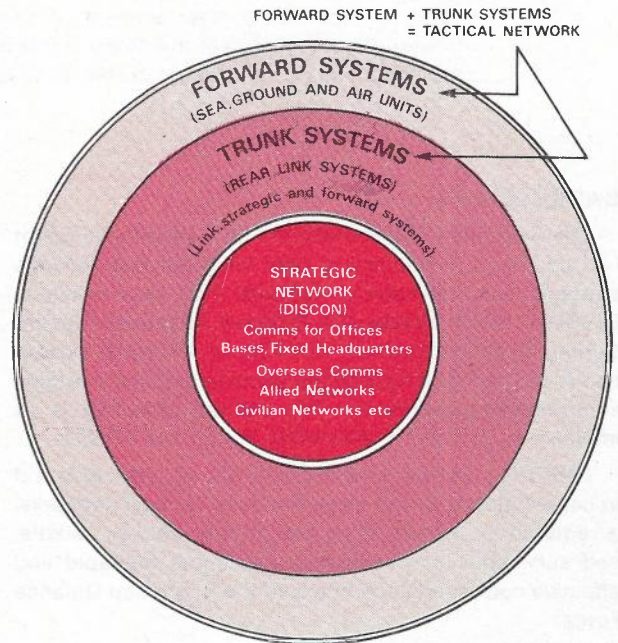 FORWARD SYSTEM + TRUNK SYSTEMS
= TACTICAL NETWORK
FORWARD SYSTEMS
(SEA, GROUND AND AIR UNITS)
TRUNK SYSTEMS
(REAR LINK SYSTEMS)
(Link, strategic and forward systems)
STRATEGIC
NETWORK
(DISCON)
Comms for Offices
Bases, Fixed Headquarters
Overseas Comms
Allied Networks
Civilian Networks etc